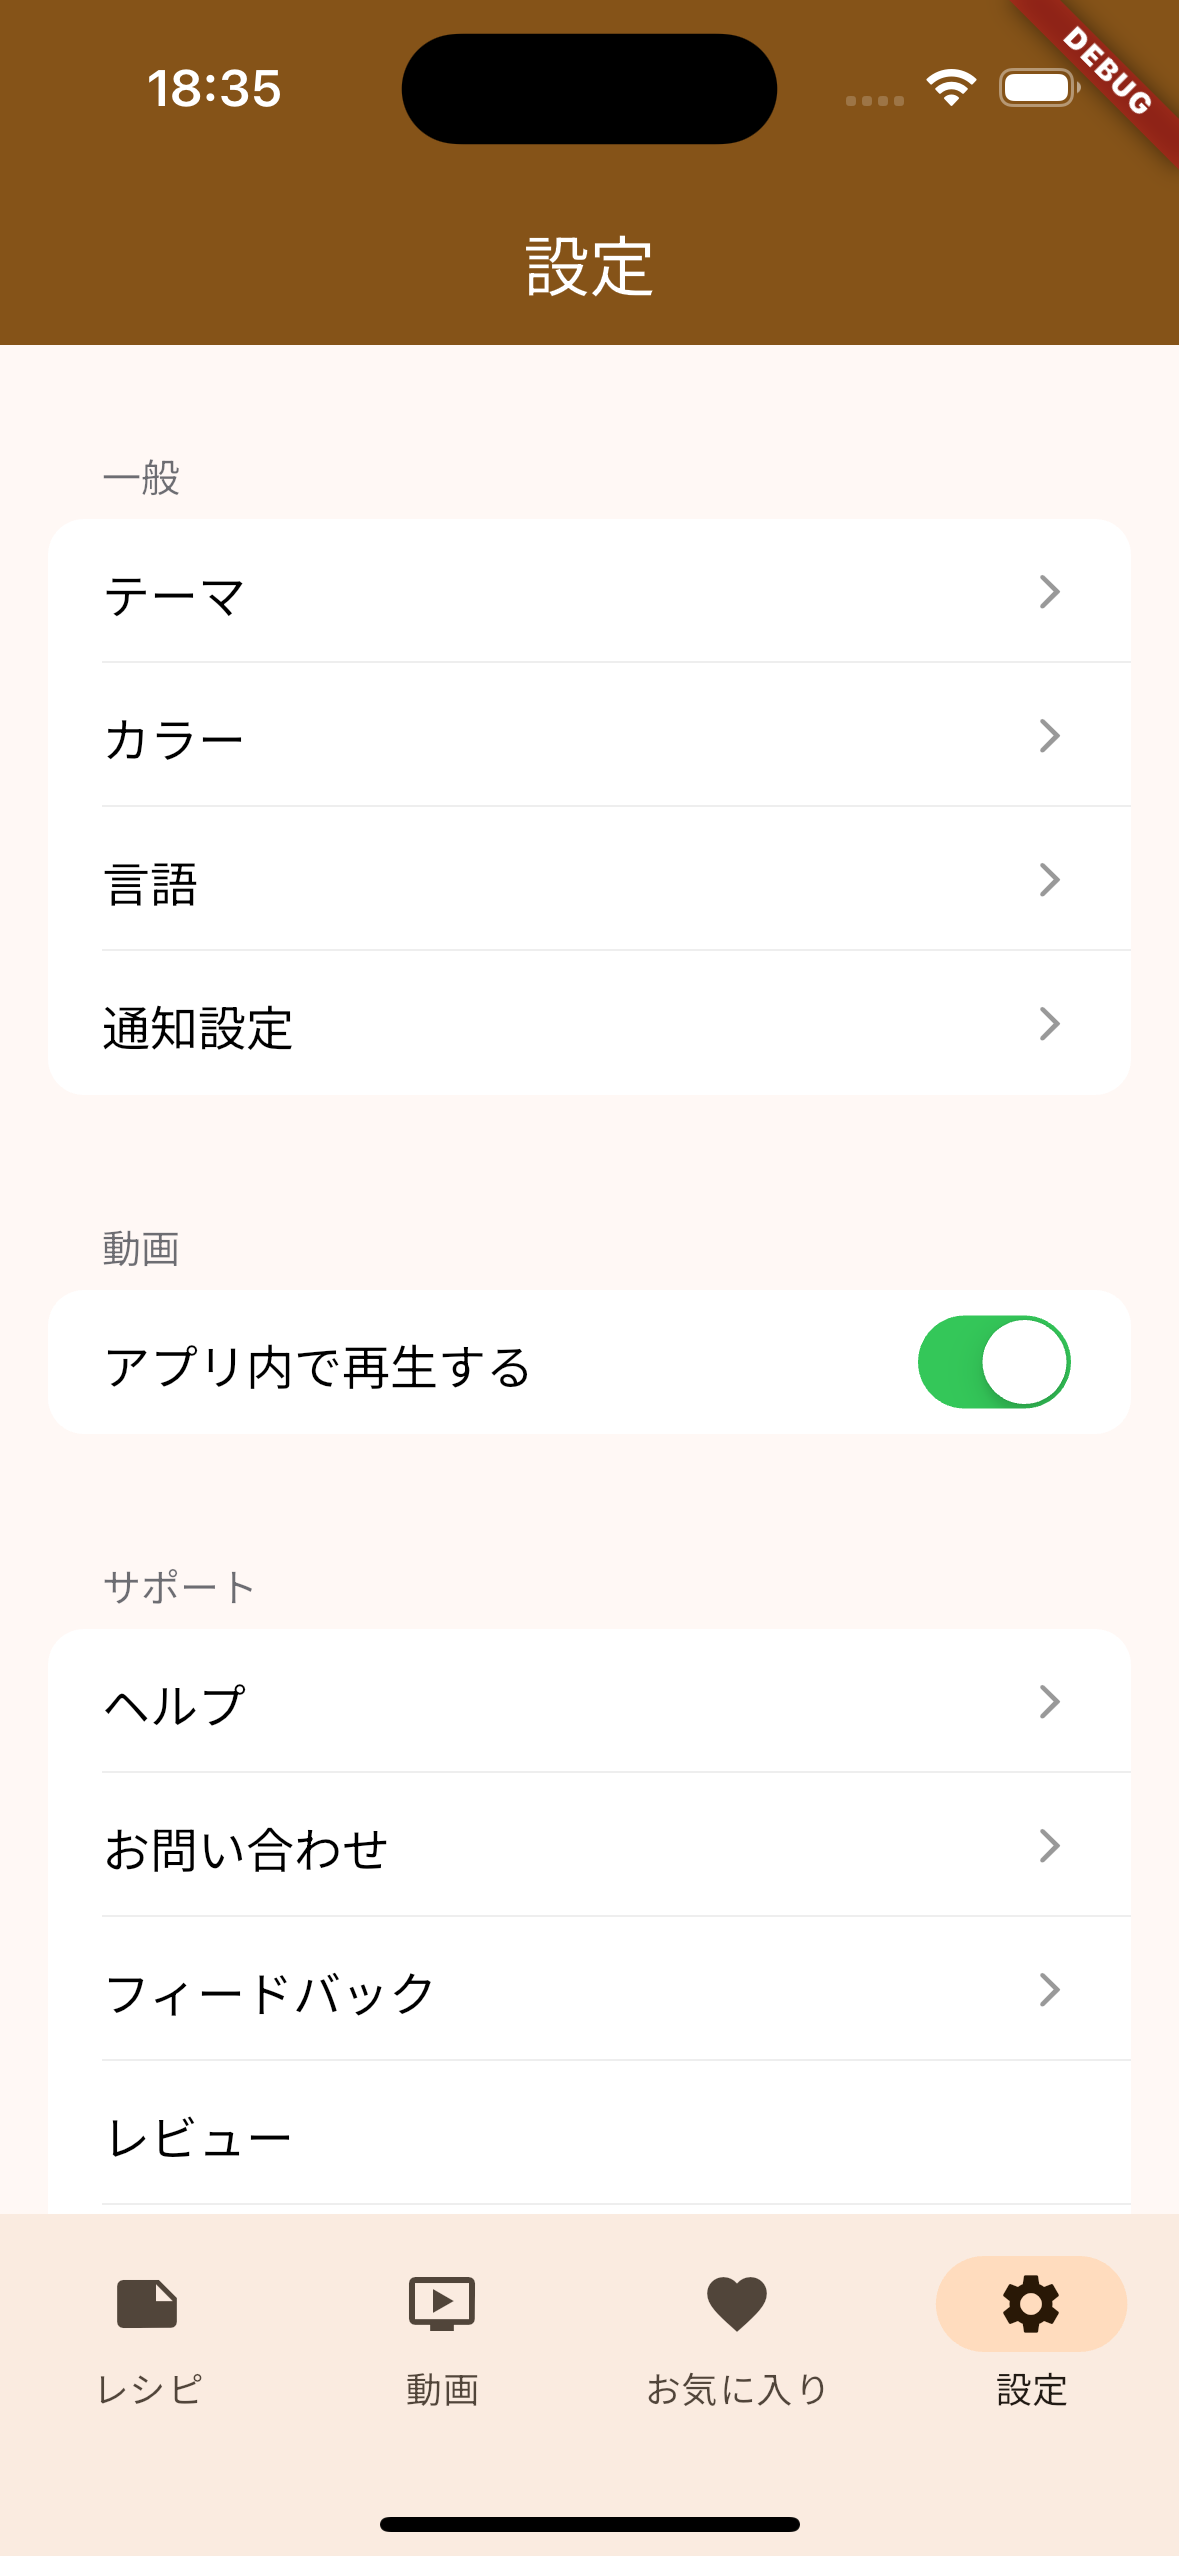 18:35
DEBUG
設定
一般
テーマ
カラー
言語
通知設定
動画
アプリ内で再生する
サポート
ヘルプ
お問い合わせ
フィードバック
レビュー
レシピ
動画
お気に入り
設定